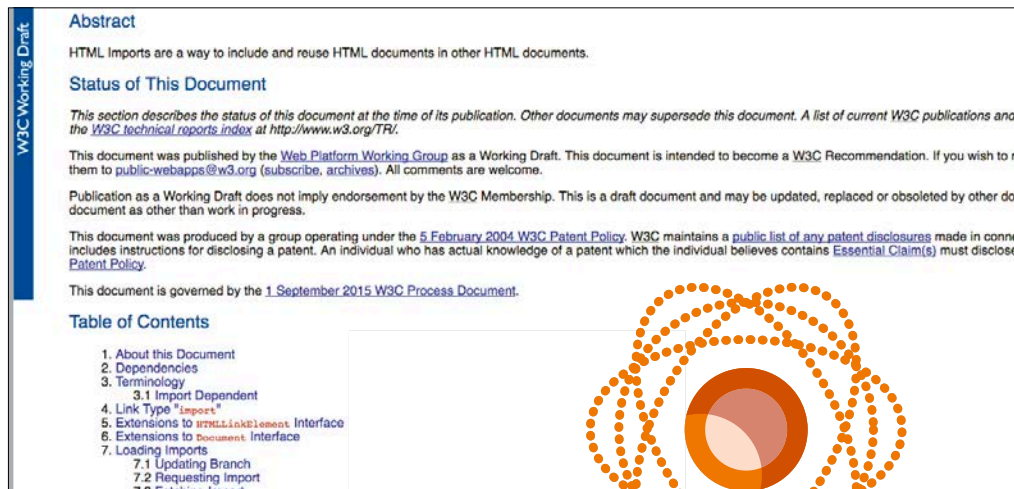 W3C Working Draft
Abstract
HTML Imports are a way to include and reuse HTML documents in other HTML documents.
Status of This Document
This section describes the status of this document at the time of its publication. Other documents may supersede this document. A list of current W3C publications and
the W3C technical reports index at http://www.w3.org/TR/.
This document was published by the Web Platform Working Group as a Working Draft. This document is intended to become a W3C Recommendation. If you wish to
them to public-webapps@w3.org (subscribe, archives). All comments are welcome.
Publication as a Working Draft does not imply endorsement by the W3C Membership. This is a draft document and may be updated, replaced or obsoleted by other
document as other than work in progress.
This document was produced by a group operating under the 5 February 2004 W3C Patent Policy. W3C maintains a public list of any patent disclosures made in
includes instructions for disclosing a patent. An individual who has actual knowledge of a patent which the individual believes contains Essential Claim(s) must
Patent Policy.
This document is governed by the 1 September 2015 W3C Process Document.
Table of Contents
1. About this Document
2. Dependencies
3. Terminology
3.1 Import Dependent
4. Link Type "import"
5. Extensions to HTMLLinkElement Interface
6. Extensions to Document Interface
7. Loading Imports
7.1 Updating Branch
7.2 Requesting Import